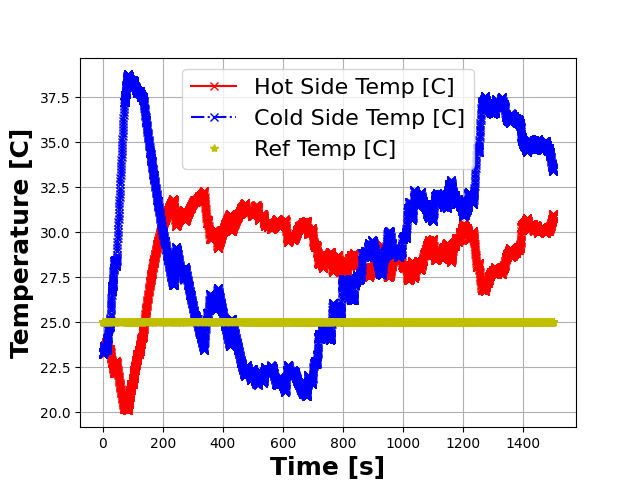 Hot Side Temp [C]
Cold Side Temp [C]
Ref Temp [C]
Temperature [C]
37.5
35.0
32.5
30.0
27.5
25.0
22.5
20.0
0 200 400 600 800 1000 1200 1400
Time [s]